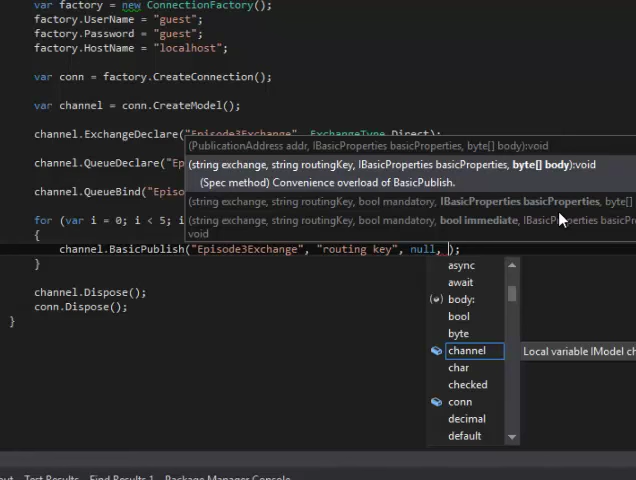 var factory = new ConnectionFactory();
factory.UserName = "guest";
factory.Password = "guest";
factory.HostName = "localhost";
var conn = factory.CreateConnection();
var channel = conn.CreateModel();
channel.ExchangeDeclare("Episode3Exchange", ExchangeType.Direct);
(PublicationAddress addr, IBasicProperties basicProperties, byte[] body):void
channel.QueueDeclare("Ep
(string exchange, string routingKey, IBasicProperties basicProperties, byte[] body):void
(Spec method) Convenience overload of BasicPublish.
channel.QueueBind("Episo
(string exchange, string routingKey, bool mandatory, IBasicProperties basicProperties, byte[]
for (var i = 0; i < 5; i
(string exchange, string routingKey, bool mandatory, bool immediate, IBasicProperties basicPr
void
{
channel.BasicPublish("Episode3Exchange", "routing key", null, );
}
async
await
body:
bool
byte
channel
Local variable IModel ch
char
checked
conn
decimal
default
channel.Dispose();
conn.Dispose();
}
Test Results
Find Results 1
Package Manager Console